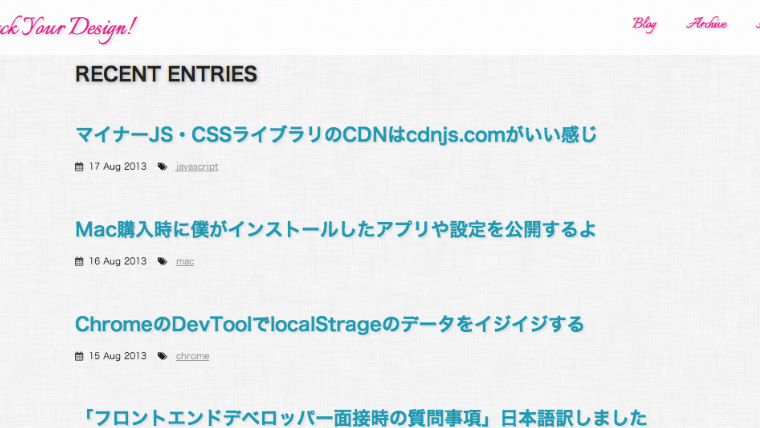 Your Design!
Blog Archive
RECENT ENTRIES
マイナーJS・CSSライブラリのCDNはcdnjs.comがいい感じ
17 Aug 2013 javascript
Mac購入時に僕がインストールしたアプリや設定を公開するよ
16 Aug 2013 mac
ChromeのDevToolでlocalStrageのデータをイジイジする
15 Aug 2013 chrome
「フロントエンドデベロッパー面接時の質問事項」日本語訳しました